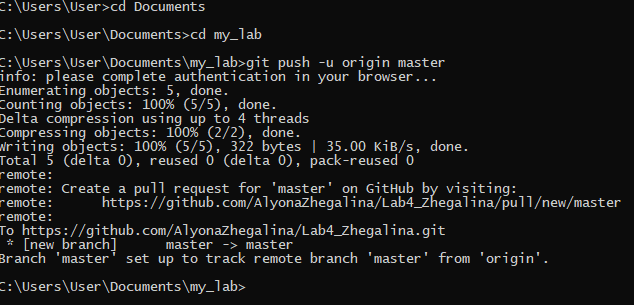 C:\Users\User>cd Documents
C:\Users\User\Documents>cd my_lab
C:\Users\User\Documents\my_lab>git push -u origin master
info: please complete authentication in your browser...
Enumerating objects: 5, done.
Counting objects: 100% (5/5), done.
Delta compression using up to 4 threads
Compressing objects: 100% (2/2), done.
Writing objects: 100% (5/5), 322 bytes | 35.00 KiB/s, done.
Total 5 (delta 0), reused 0 (delta 0), pack-reused 0
remote:
remote: Create a pull request for 'master' on GitHub by visiting:
remote:      https://github.com/AlyonaZhegalina/Lab4_Zhegalina/pull/new/master
remote:
To https://github.com/AlyonaZhegalina/Lab4_Zhegalina.git
 * [new branch]      master -> master
Branch 'master' set up to track remote branch 'master' from 'origin'.
C:\Users\User\Documents\my_lab>